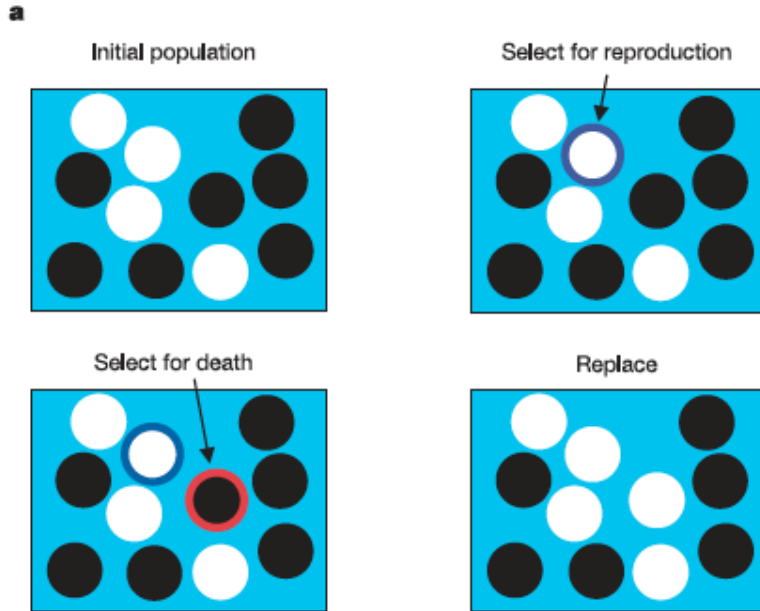 a
Initial population
Select for reproduction
Select for death
Replace